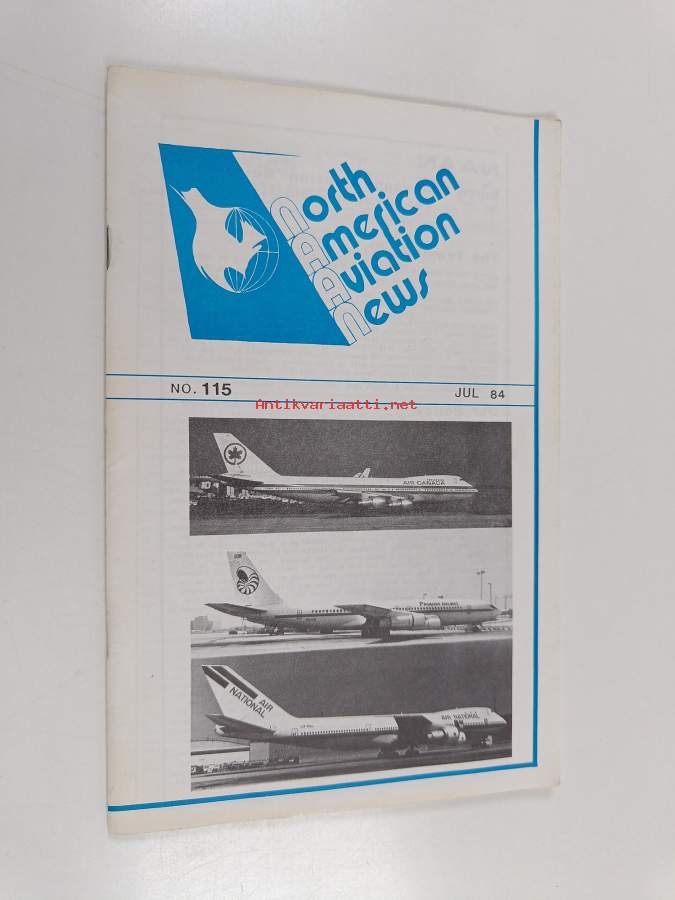 North
American
Aviation
News
NO. 115
JUL 84
Antikvariaatti.net
AIR CANADA
AIR
NATIONAL
AIR NATIONAL